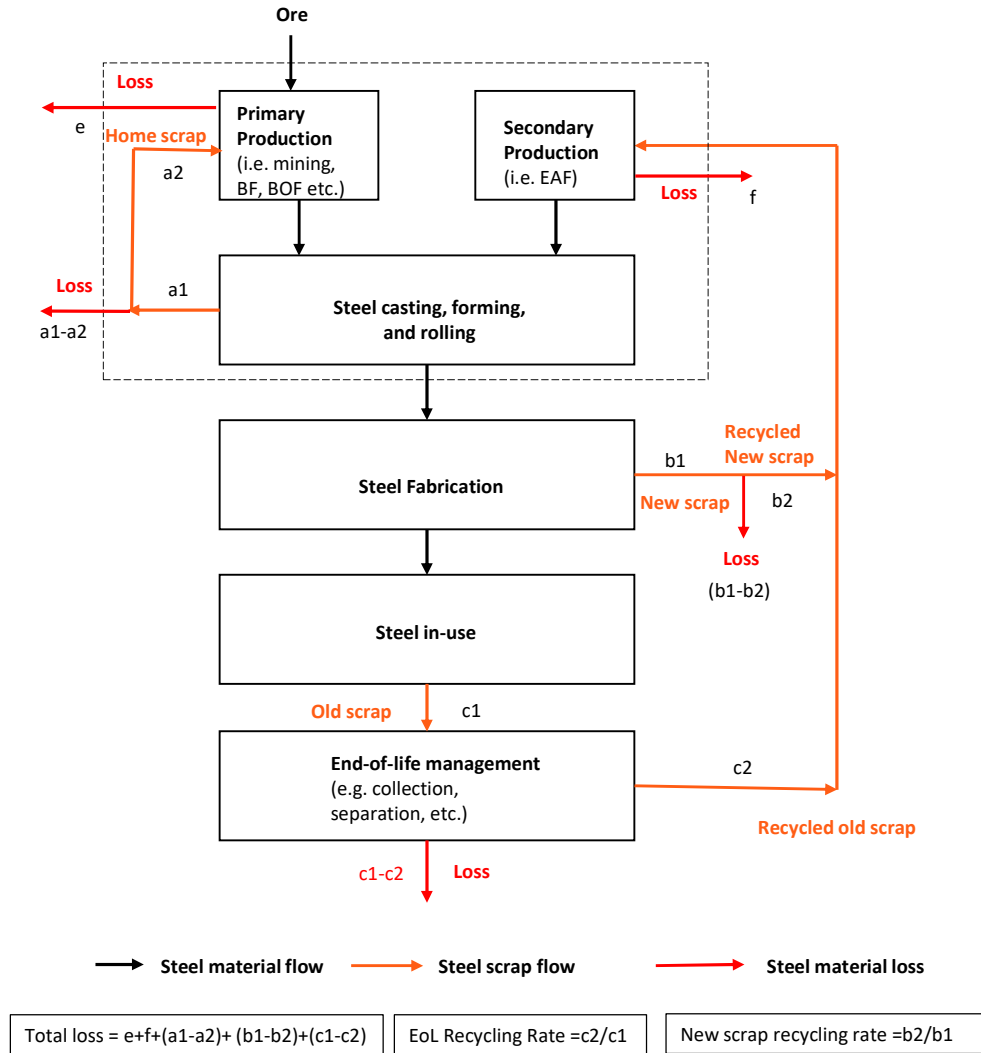 Ore
Loss
e
Home scrap
a2
Primary
Production
(i.e. mining,
BF, BOF etc.)
Secondary
Production
(i.e. EAF)
Loss
f
Loss
a1-a2
a1
Steel casting, forming,
and rolling
Steel Fabrication
b1
New scrap
Recycled
New scrap
b2
Loss
(b1-b2)
Steel in-use
Old scrap
c1
End-of-life management
(e.g. collection,
separation, etc.)
c2
Recycled old scrap
c1-c2
Loss
Steel material flow
Steel scrap flow
Steel material loss
Total loss = e+f+(a1-a2)+ (b1-b2)+(c1-c2)
EoL Recycling Rate =c2/c1
New scrap recycling rate =b2/b1